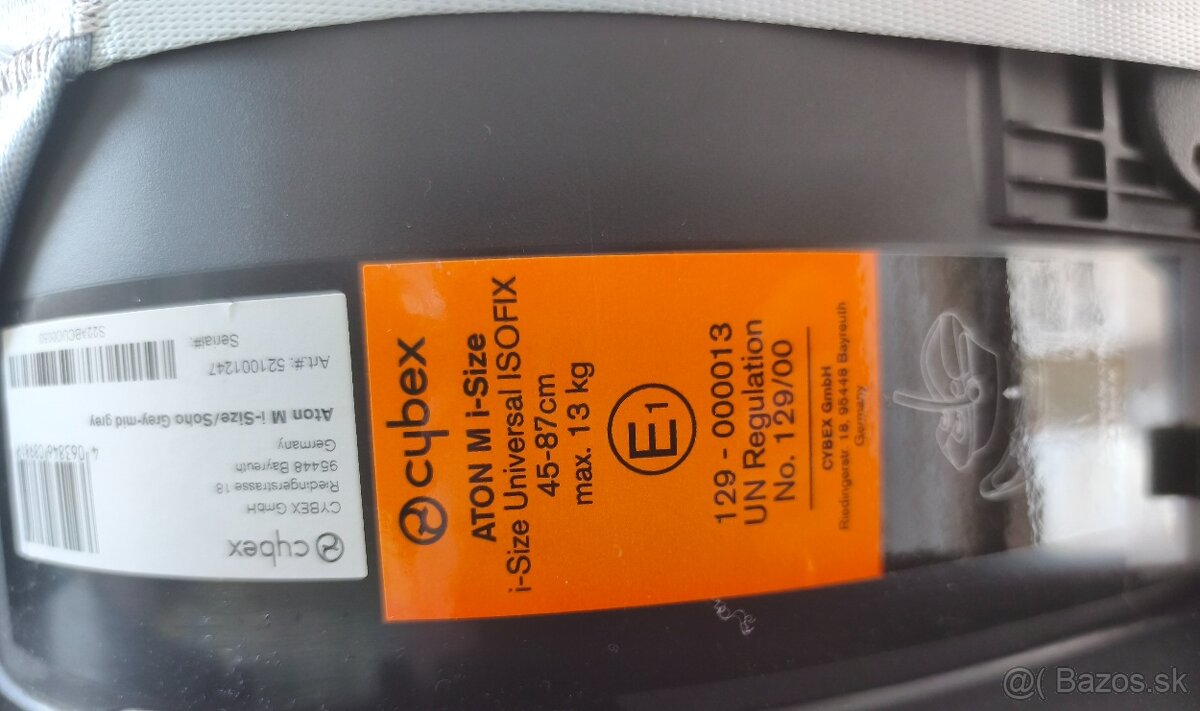 cybex
ATON M i-Size
i-Size Universal ISOFIX
45-87cm
max. 13 kg
E1
129 - 000013
UN Regulation
No. 129/00
CYBEX GmbH
Riedingerstr. 18, 95448 Bayreuth
Germany
cybex
CYBEX GmbH
Riedingerstrasse 18
95448 Bayreuth
Germany
Aton M i-Size/Soho Grey-mid grey
Art.#: 521001247
Serial#:
@( Bazos.sk